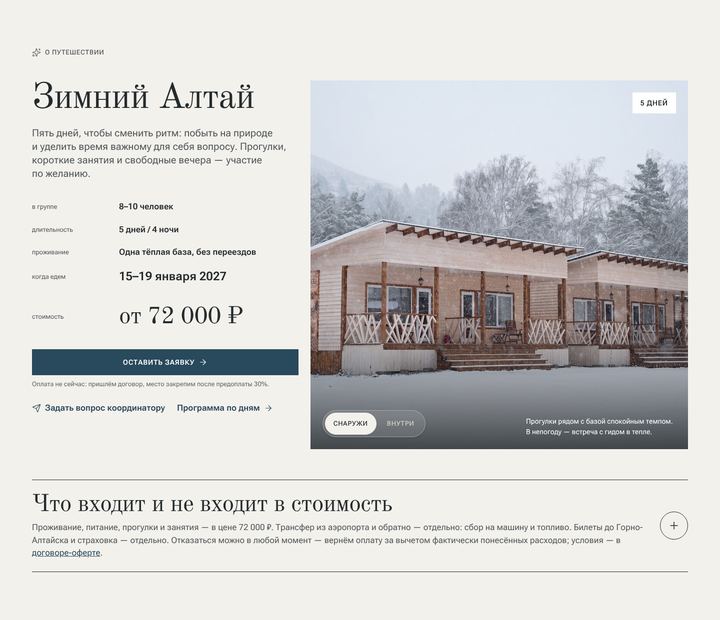 О ПУТЕШЕСТВИИ
Зимний Алтай
Пять дней, чтобы сменить ритм: побыть на природе
и уделить время важному для себя вопросу. Прогулки,
короткие занятия и свободные вечера — участие
по желанию.
в группе 8–10 человек
длительность 5 дней / 4 ночи
проживание Одна тёплая база, без переездов
когда едем 15–19 января 2027
стоимость от 72 000 ₽
ОСТАВИТЬ ЗАЯВКУ →
Оплата не сейчас: пришлём договор, место закрепим после предоплаты 30%.
Задать вопрос координатору Программа по дням →
5 ДНЕЙ
СНАРУЖИ ВНУТРИ
Прогулки рядом с базой спокойным темпом.
В непогоду — встреча с гидом в тепле.
Что входит и не входит в стоимость
Проживание, питание, прогулки и занятия — в цене 72 000 ₽. Трансфер из аэропорта и обратно — отдельно: сбор на машину и топливо. Билеты до Горно-
Алтайска и страховка — отдельно. Отказаться можно в любой момент — вернём оплату за вычетом фактически понесённых расходов; условия — в
договоре-оферте.